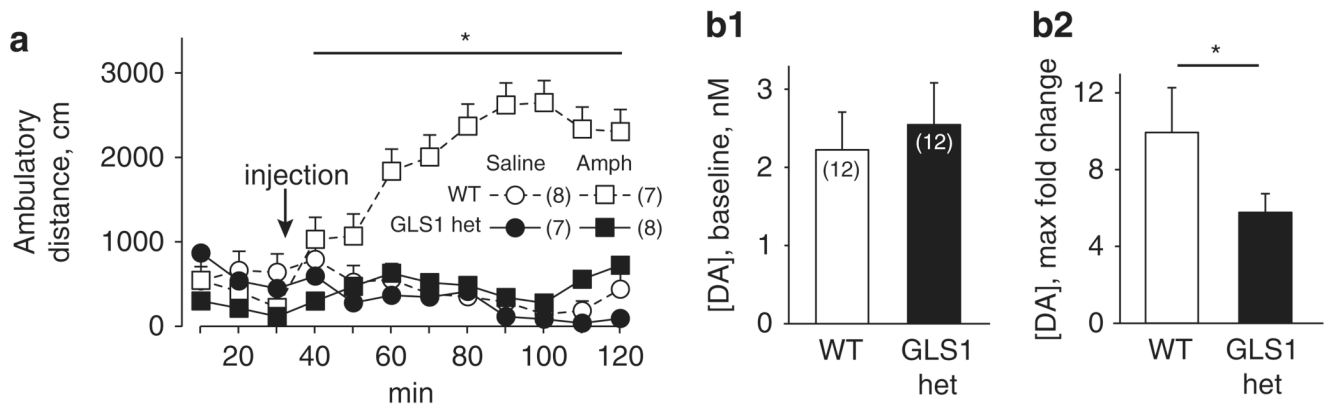 a
Ambulatory
distance, cm
3000
2000
1000
0
20 40 60 80 100 120
min
injection
*
Saline Amph
WT (8) (7)
GLS1 het (7) (8)
b1
[DA], baseline, nM
3
2
1
0
(12) (12)
WT GLS1
het
b2
[DA], max fold change
12
8
4
0
*
WT GLS1
het